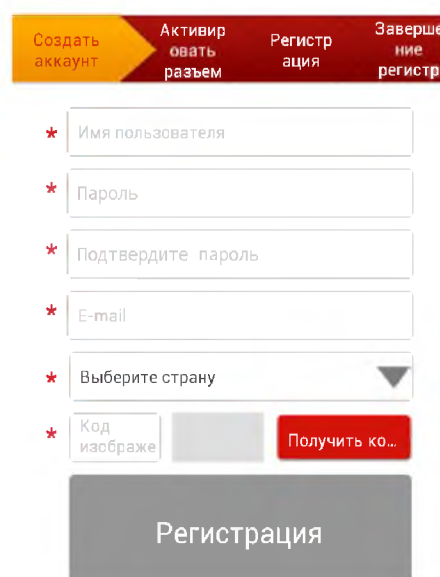 Создать
аккаунт
Активир
овать
разъем
Регистр
ация
Заверше
ние
регистр
* Имя пользователя
* Пароль
* Подтвердите пароль
* E-mail
* Выберите страну
* Код
изображе
Получить ко...
Регистрация